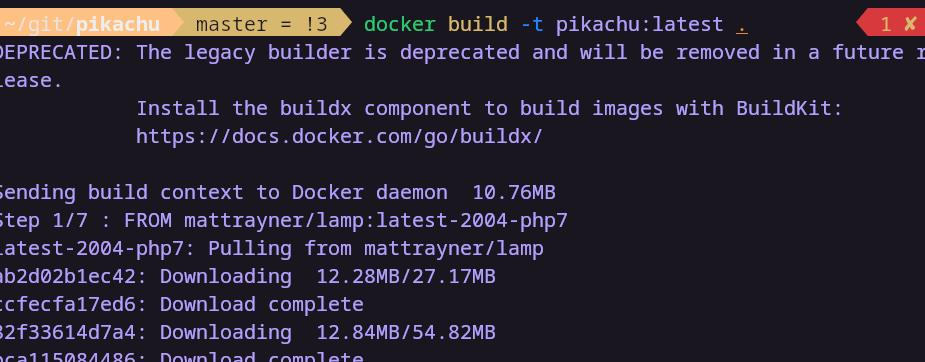 ~/git/pikachu master = !3 docker build -t pikachu:latest . 1 ✘
DEPRECATED: The legacy builder is deprecated and will be removed in a future r
lease.
Install the buildx component to build images with BuildKit:
https://docs.docker.com/go/buildx/
Sending build context to Docker daemon 10.76MB
Step 1/7 : FROM mattrayner/lamp:latest-2004-php7
latest-2004-php7: Pulling from mattrayner/lamp
ab2d02b1ec42: Downloading 12.28MB/27.17MB
ccfecfa17ed6: Download complete
82f33614d7a4: Downloading 12.84MB/54.82MB
Download complete